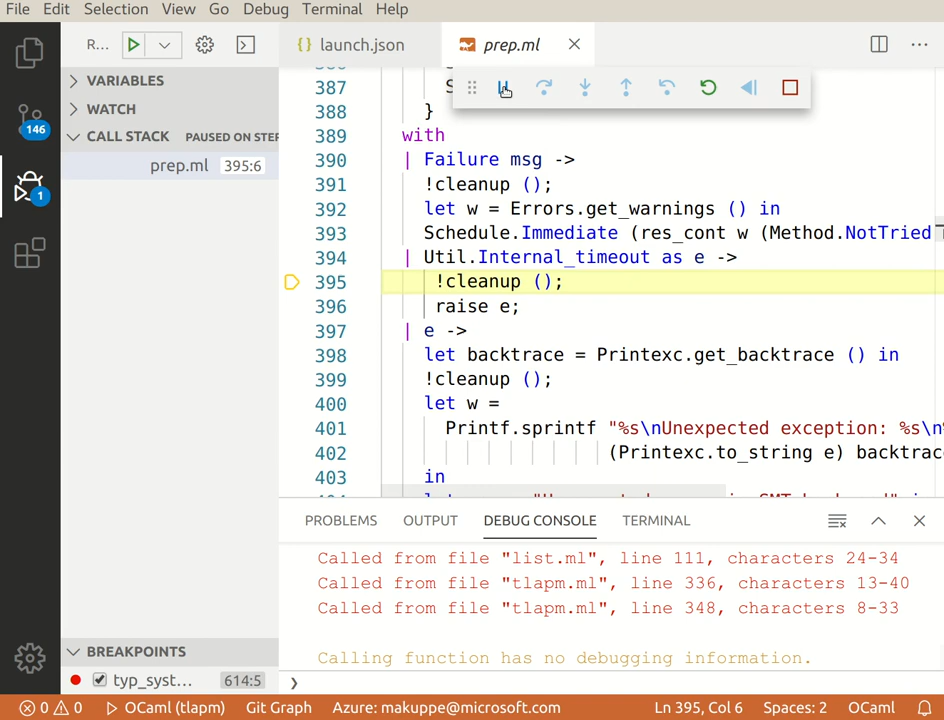 File Edit Selection View Go Debug Terminal Help
R... launch.json prep.ml
VARIABLES
WATCH
CALL STACK PAUSED ON STEP
prep.ml 395:6
146
1
387
388 }
389 with
390 | Failure msg ->
391 !cleanup ();
392 let w = Errors.get_warnings () in
393 Schedule.Immediate (res_cont w (Method.NotTried
394 | Util.Internal_timeout as e ->
395 !cleanup ();
396 raise e;
397 | e ->
398 let backtrace = Printexc.get_backtrace () in
399 !cleanup ();
400 let w =
401 Printf.sprintf "%s\nUnexpected exception: %s\n%
402 (Printexc.to_string e) backtrace
403 in
PROBLEMS OUTPUT DEBUG CONSOLE TERMINAL
Called from file "list.ml", line 111, characters 24-34
Called from file "tlapm.ml", line 336, characters 13-40
Called from file "tlapm.ml", line 348, characters 8-33
Calling function has no debugging information.
BREAKPOINTS
typ_syst... 614:5
0 0 OCaml (tlapm) Git Graph Azure: makuppe@microsoft.com Ln 395, Col 6 Spaces: 2 OCaml